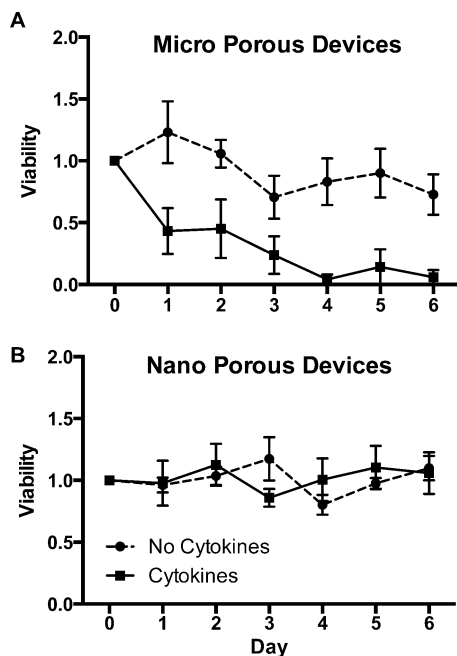 A
Micro Porous Devices
2.0
1.5
1.0
0.5
0.0
Viability
0 1 2 3 4 5 6
B
Nano Porous Devices
2.0
1.5
1.0
0.5
0.0
Viability
No Cytokines
Cytokines
0 1 2 3 4 5 6
Day